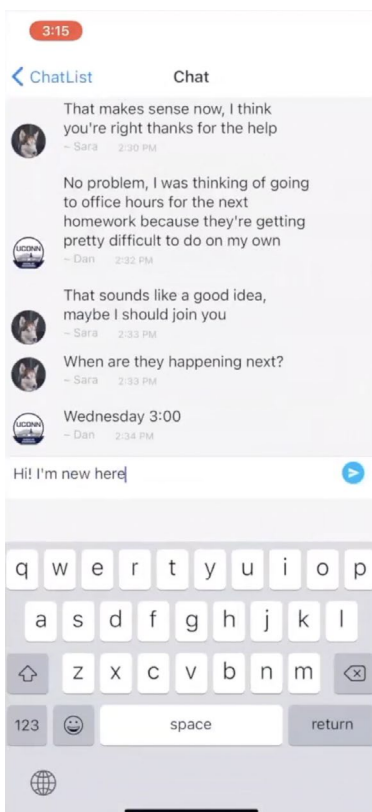 3:15
ChatList
Chat
That makes sense now, I think
you're right thanks for the help
~ Sara 2:30 PM
No problem, I was thinking of going
to office hours for the next
homework because they're getting
pretty difficult to do on my own
UCONN
~ Dan 2:32 PM
That sounds like a good idea,
maybe I should join you
~ Sara 2:33 PM
When are they happening next?
~ Sara 2:33 PM
Wednesday 3:00
UCONN
~ Dan 2:34 PM
Hi! I'm new here
q w e r t y u i o p
a s d f g h j k l
z x c v b n m
123 space return